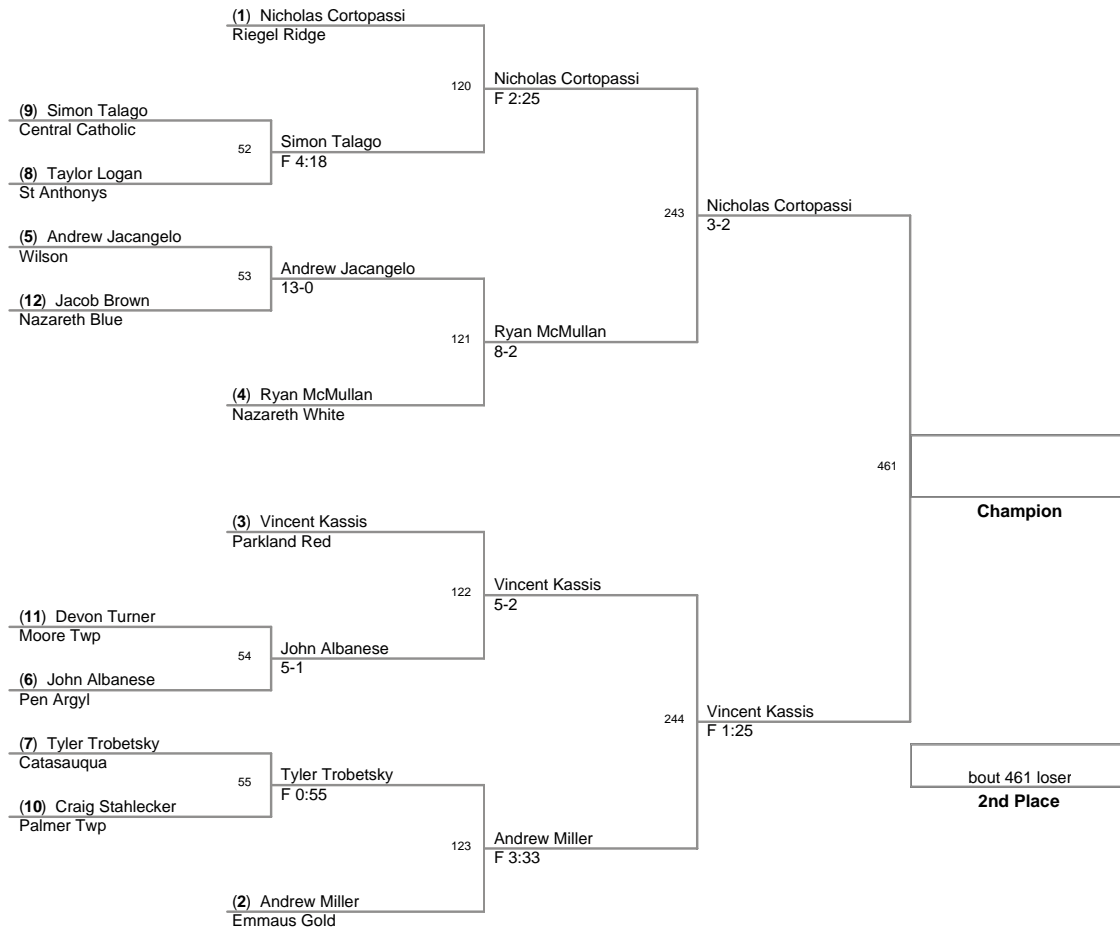 (1) Nicholas Cortopassi
Riegel Ridge
120
Nicholas Cortopassi
F 2:25
(9) Simon Talago
Central Catholic
52
Simon Talago
F 4:18
(8) Taylor Logan
St Anthonys
243
Nicholas Cortopassi
3-2
(5) Andrew Jacangelo
Wilson
53
Andrew Jacangelo
13-0
(12) Jacob Brown
Nazareth Blue
121
Ryan McMullan
8-2
(4) Ryan McMullan
Nazareth White
461
Champion
(3) Vincent Kassis
Parkland Red
122
Vincent Kassis
5-2
(11) Devon Turner
Moore Twp
54
John Albanese
5-1
(6) John Albanese
Pen Argyl
244
Vincent Kassis
F 1:25
(7) Tyler Trobetsky
Catasauqua
55
Tyler Trobetsky
F 0:55
bout 461 loser
2nd Place
(10) Craig Stahlecker
Palmer Twp
123
Andrew Miller
F 3:33
(2) Andrew Miller
Emmaus Gold